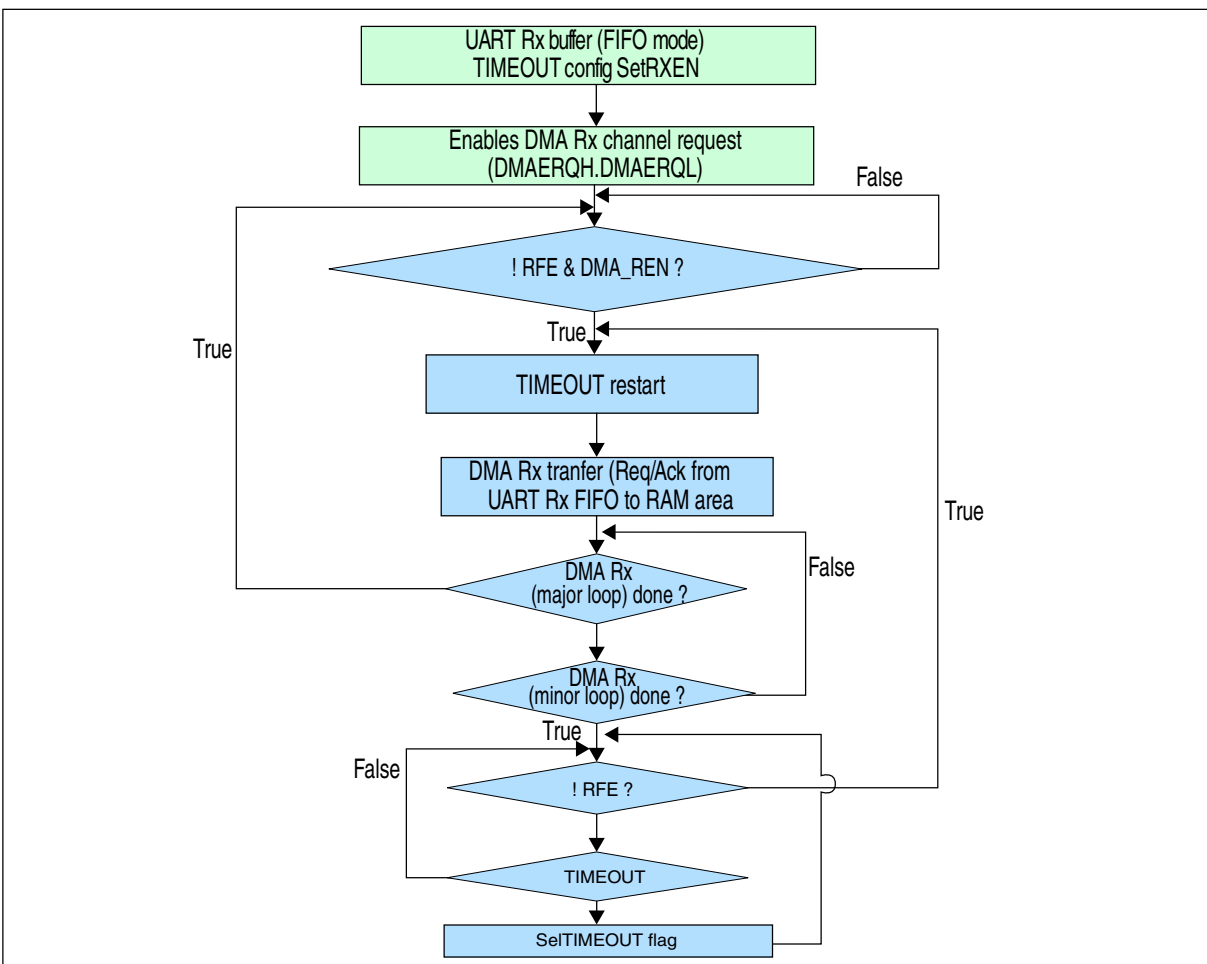 UART Rx buffer (FIFO mode)
TIMEOUT config SetRXEN
Enables DMA Rx channel request
(DMAERQH.DMAERQL)
False
! RFE & DMA_REN ?
True
True
TIMEOUT restart
DMA Rx tranfer (Req/Ack from
UART Rx FIFO to RAM area
True
False
DMA Rx
(major loop) done ?
DMA Rx
(minor loop) done ?
True
False
! RFE ?
TIMEOUT
SelTIMEOUT flag